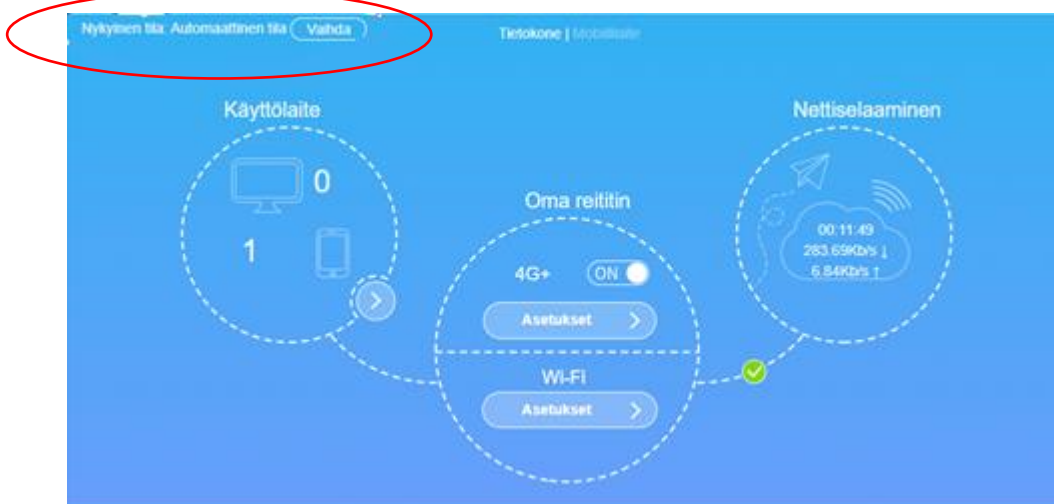 Nykyinen tila: Automaattinen tila Vaihda
Tietokone | Mobiililaite
Käyttölaite
0
1
Oma reititin
4G+ ON
Asetukset
Wi-Fi
Asetukset
Nettiselaaminen
00:11:49
283.69Kb/s ↓
6.84Kb/s ↑